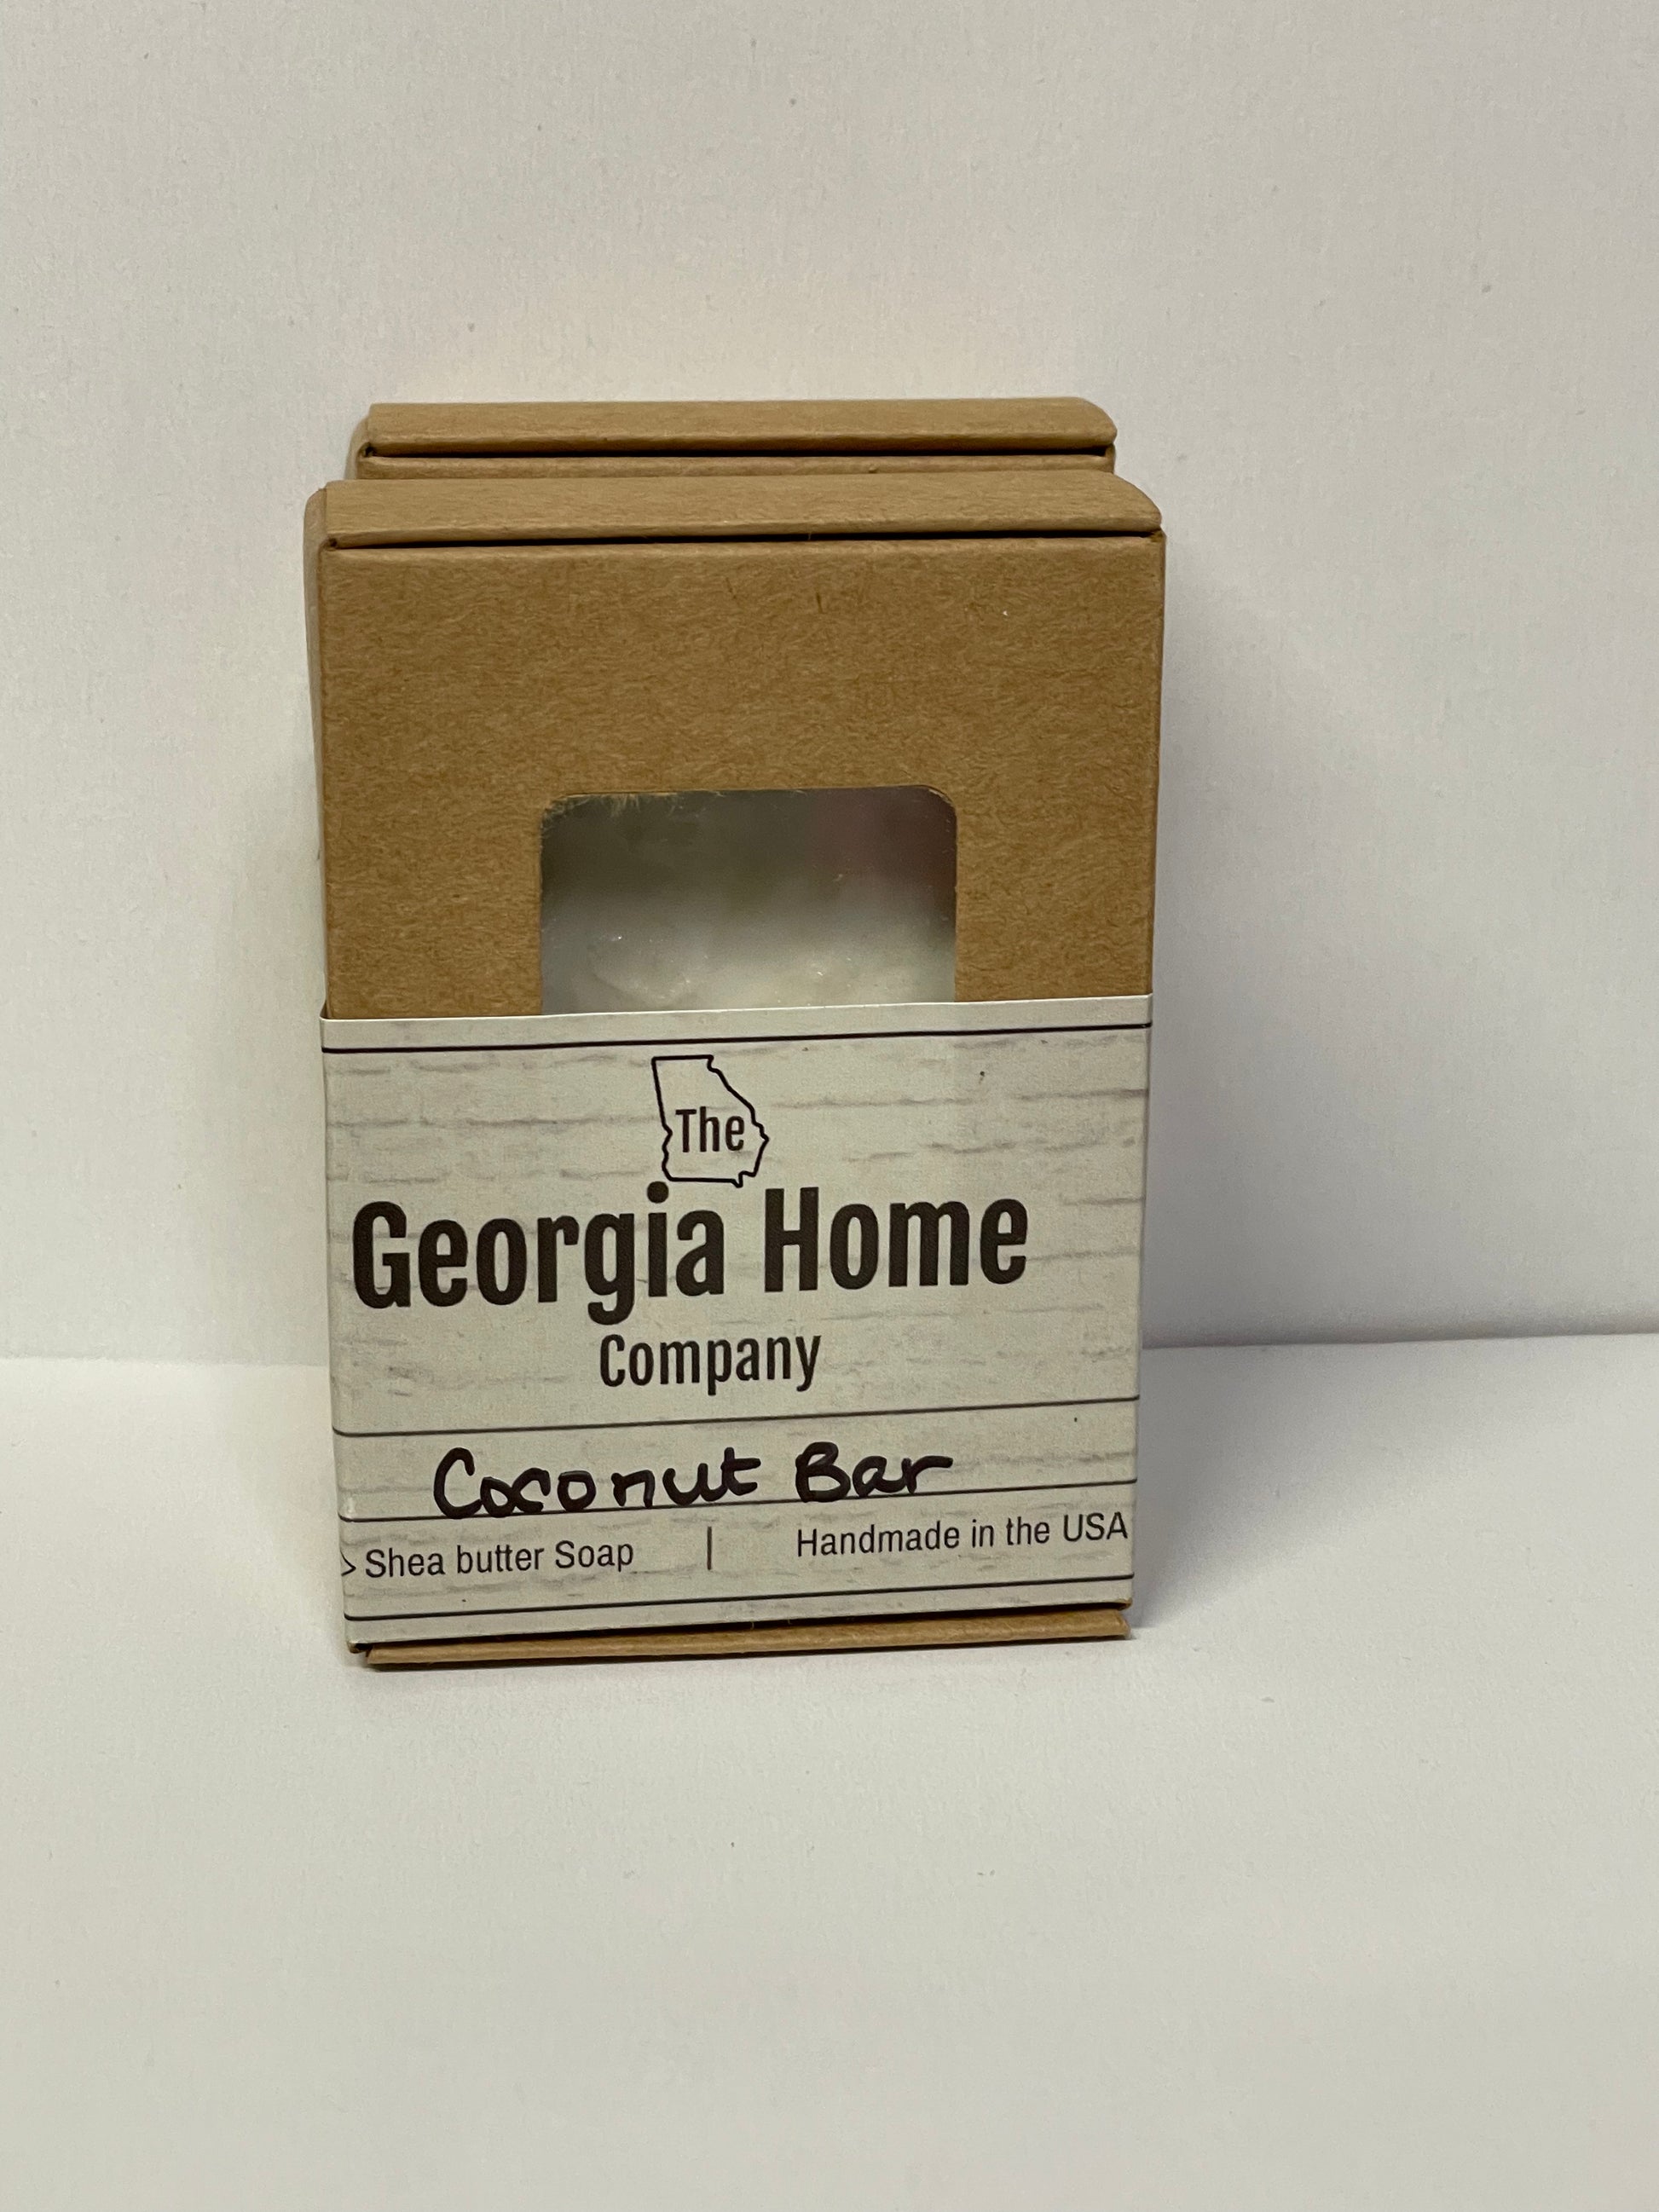 The
Georgia Home
Company
Coconut Bar
Shea butter Soap | Handmade in the USA